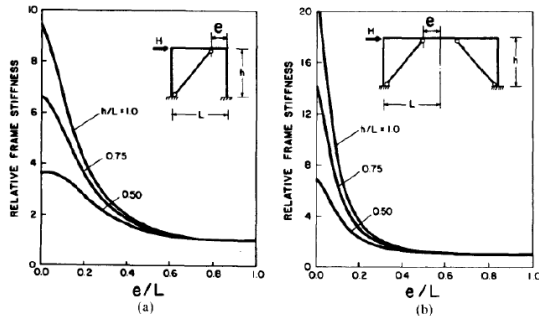 10
8
6
4
2
0
RELATIVE FRAME STIFFNESS
H
e
h
L
h/L = 1.0
0.75
0.50
0.0 0.2 0.4 0.6 0.8 1.0
e/L
(a)
20
16
12
8
4
0
RELATIVE FRAME STIFFNESS
H
e
h
L
h/L = 1.0
0.75
0.50
0.0 0.2 0.4 0.6 0.8 1.0
e/L
(b)